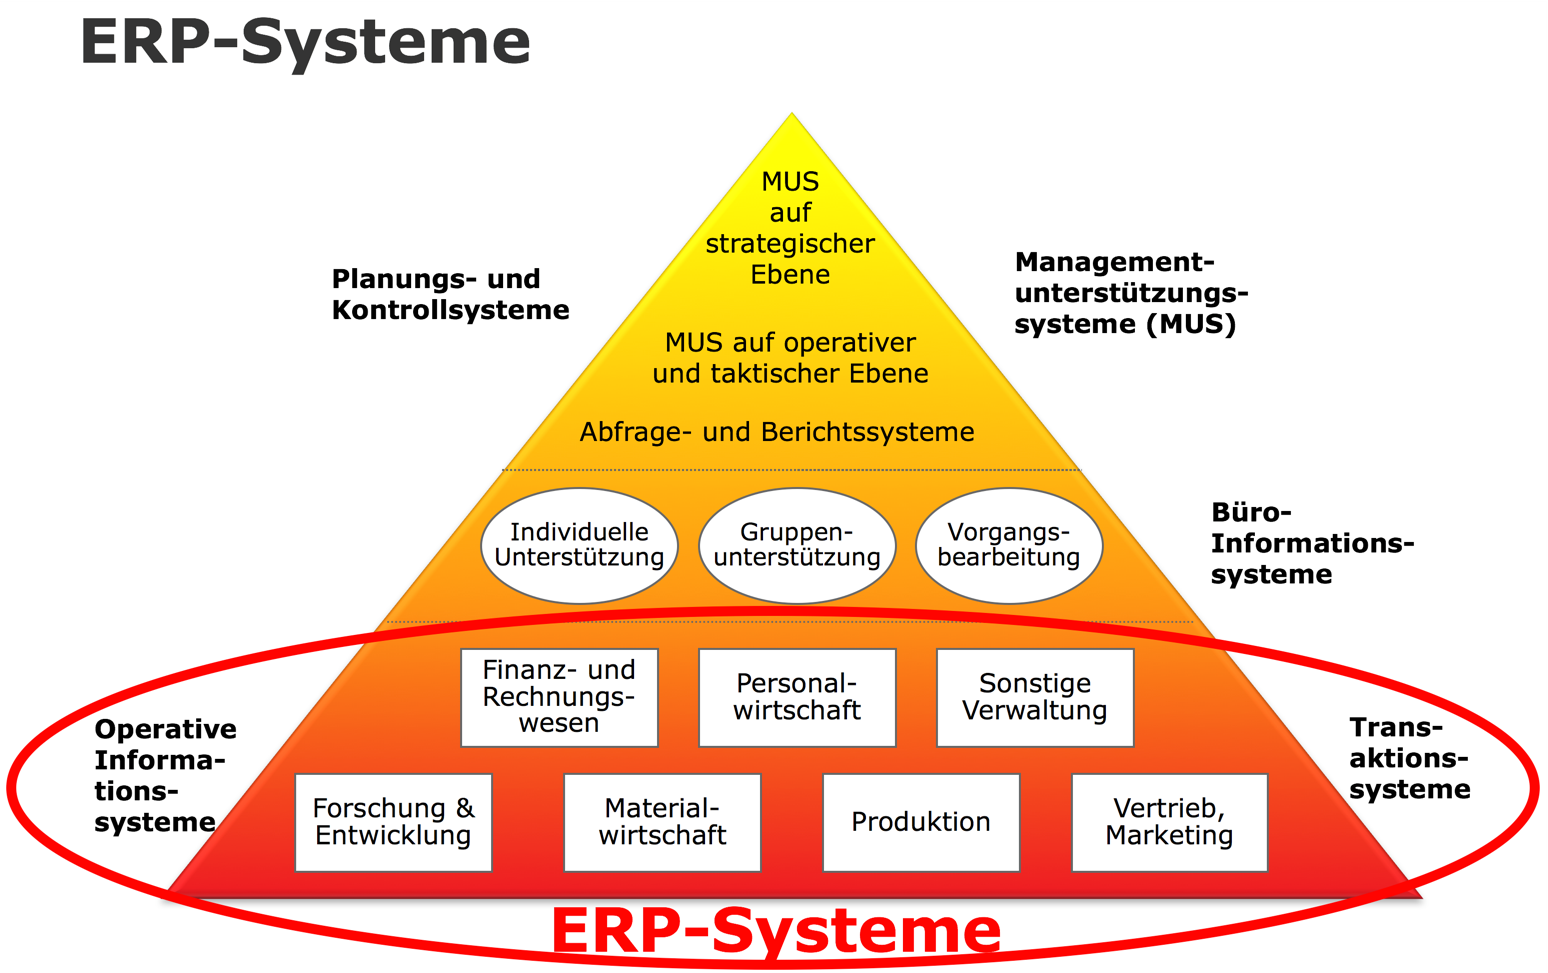 ERP-Systeme
MUS
auf
strategischer
Ebene
Planungs- und
Kontrollsysteme
Management-
unterstützungs-
systeme (MUS)
MUS auf operativer
und taktischer Ebene
Abfrage- und Berichtssysteme
Individuelle
Unterstützung
Gruppen-
unterstützung
Vorgangs-
bearbeitung
Büro-
Informations-
systeme
Finanz- und
Rechnungs-
wesen
Personal-
wirtschaft
Sonstige
Verwaltung
Operative
Informa-
tions-
systeme
Trans-
aktions-
systeme
Forschung &
Entwicklung
Material-
wirtschaft
Produktion
Vertrieb,
Marketing
ERP-Systeme